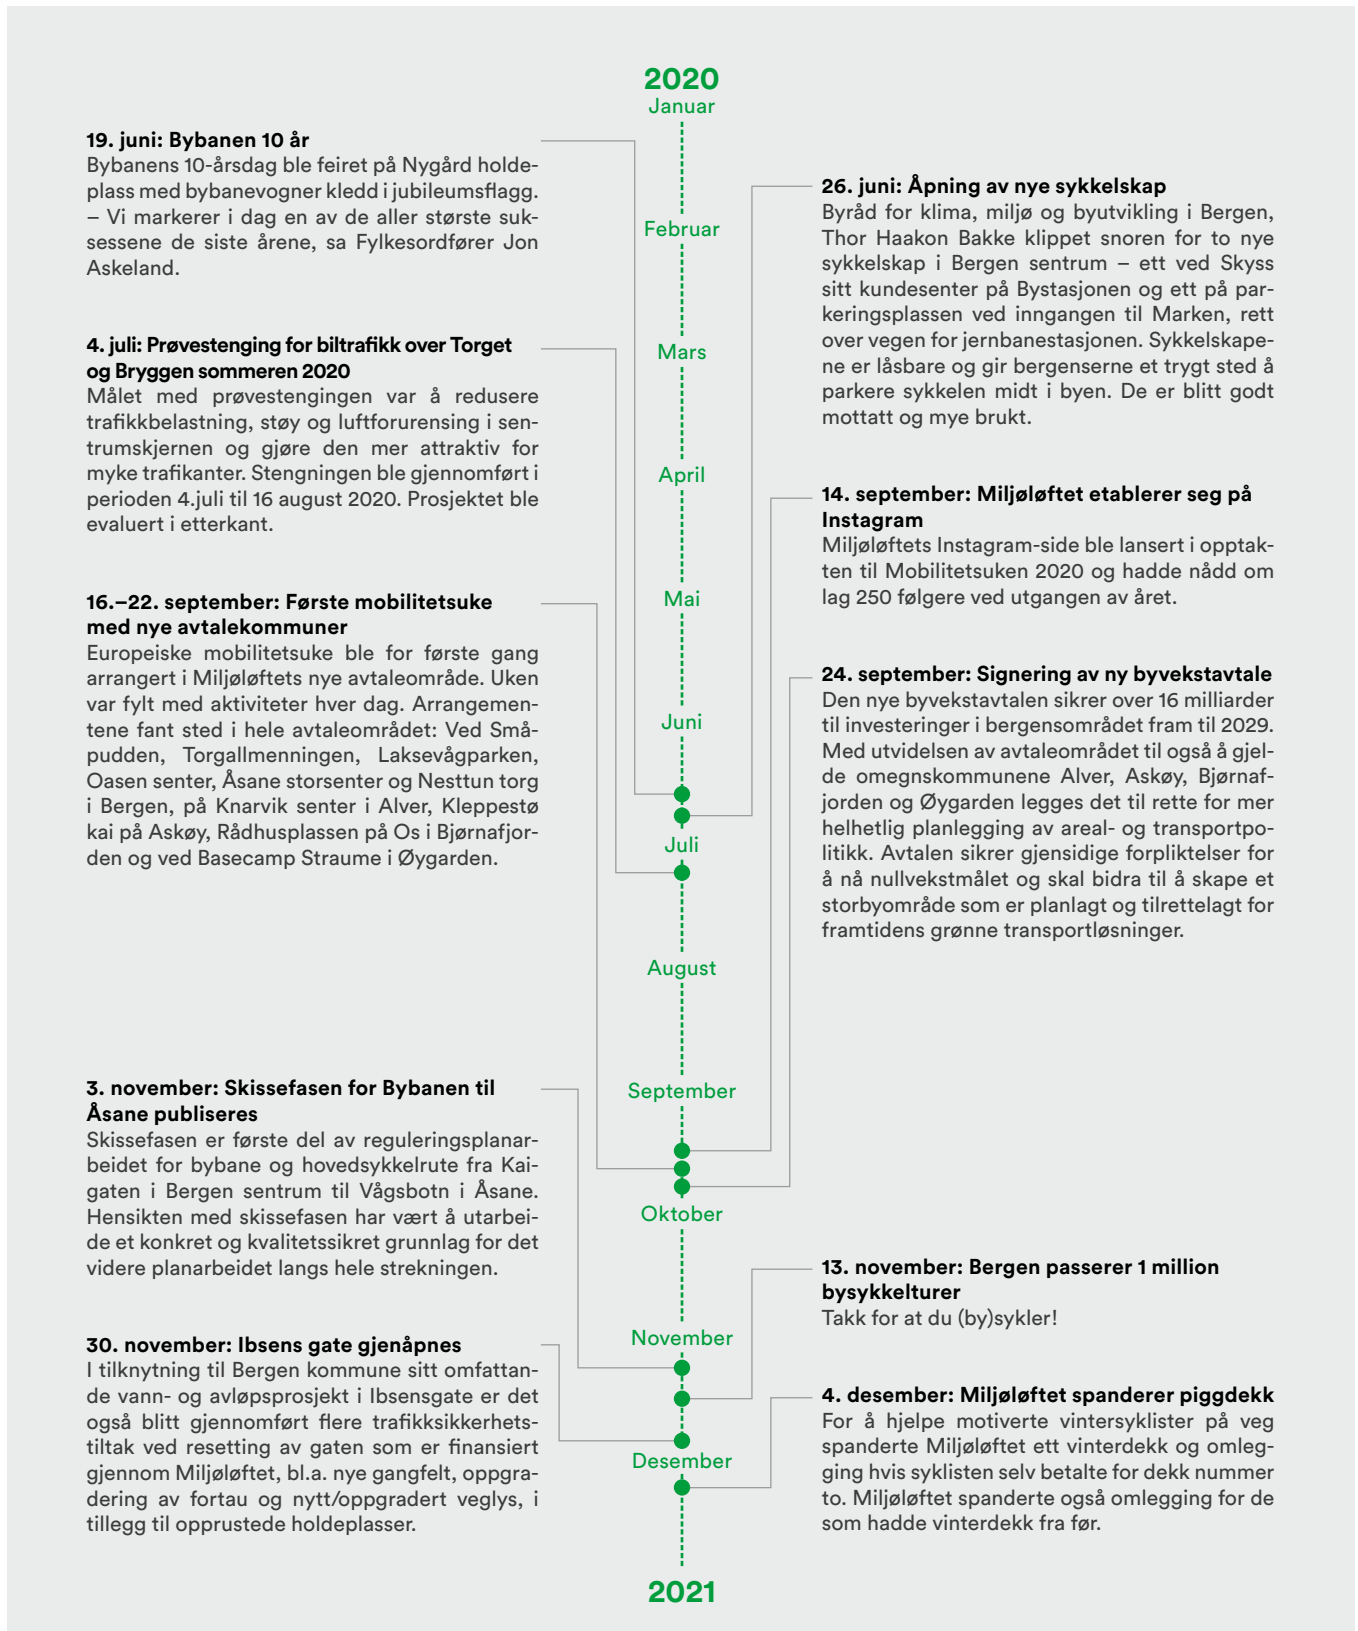 2020
Januar
Februar
Mars
April
Mai
Juni
Juli
August
September
Oktober
November
Desember
2021
19. juni: Bybanen 10 år
Bybanens 10-årsdag ble feiret på Nygård holde-
plass med bybanevogner kledd i jubileumsflagg.
– Vi markerer i dag en av de aller største suk-
sessene de siste årene, sa Fylkesordfører Jon
Askeland.
4. juli: Prøvestenging for biltrafikk over Torget
og Bryggen sommeren 2020
Målet med prøvestengingen var å redusere
trafikkbelastning, støy og luftforurensing i sen-
trumskjernen og gjøre den mer attraktiv for
myke trafikanter. Stengningen ble gjennomført i
perioden 4.juli til 16 august 2020. Prosjektet ble
evaluert i etterkant.
16.–22. september: Første mobilitetsuke
med nye avtalekommuner
Europeiske mobilitetsuke ble for første gang
arrangert i Miljøløftets nye avtaleområde. Uken
var fylt med aktiviteter hver dag. Arrangemen-
tene fant sted i hele avtaleområdet: Ved Små-
pudden, Torgallmenningen, Laksevågparken,
Oasen senter, Åsane storsenter og Nesttun torg
i Bergen, på Knarvik senter i Alver, Kleppestø
kai på Askøy, Rådhusplassen på Os i Bjørnafjor-
den og ved Basecamp Straume i Øygarden.
3. november: Skissefasen for Bybanen til
Åsane publiseres
Skissefasen er første del av reguleringsplanar-
beidet for bybane og hovedsykkelrute fra Kai-
gaten i Bergen sentrum til Vågsbotn i Åsane.
Hensikten med skissefasen har vært å utarbei-
de et konkret og kvalitetssikret grunnlag for det
videre planarbeidet langs hele strekningen.
30. november: Ibsens gate gjenåpnes
I tilknytning til Bergen kommune sitt omfattan-
de vann- og avløpsprosjekt i Ibsensgate er det
også blitt gjennomført flere trafikksikkerhets-
tiltak ved resetting av gaten som er finansiert
gjennom Miljøløftet, bl.a. nye gangfelt, oppgra-
dering av fortau og nytt/oppgradert veglys, i
tillegg til opprustede holdeplasser.
26. juni: Åpning av nye sykkelskap
Byråd for klima, miljø og byutvikling i Bergen,
Thor Haakon Bakke klippet snoren for to nye
sykkelskap i Bergen sentrum – ett ved Skyss
sitt kundesenter på Bystasjonen og ett på par-
keringsplassen ved inngangen til Marken, rett
over vegen for jernbanestasjonen. Sykkelskape-
ne er låsbare og gir bergenserne et trygt sted å
parkere sykkelen midt i byen. De er blitt godt
mottatt og mye brukt.
14. september: Miljøløftet etablerer seg på
Instagram
Miljøløftets Instagram-side ble lansert i opptak-
ten til Mobilitetsuken 2020 og hadde nådd om
lag 250 følgere ved utgangen av året.
24. september: Signering av ny byvekstavtale
Den nye byvekstavtalen sikrer over 16 milliarder
til investeringer i bergensområdet fram til 2029.
Med utvidelsen av avtaleområdet til også å gjel-
de omegnskommunene Alver, Askøy, Bjørnaf-
jorden og Øygarden legges det til rette for mer
helhetlig planlegging av areal- og transportpo-
litikk. Avtalen sikrer gjensidige forpliktelser for
å nå nullvekstmålet og skal bidra til å skape et
storbyområde som er planlagt og tilrettelagt for
framtidens grønne transportløsninger.
13. november: Bergen passerer 1 million
bysykkelturer
Takk for at du (by)sykler!
4. desember: Miljøløftet spanderer piggdekk
For å hjelpe motiverte vintersyklister på veg
spanderte Miljøløftet ett vinterdekk og omleg-
ging hvis syklisten selv betalte for dekk nummer
to. Miljøløftet spanderte også omlegging for de
som hadde vinterdekk fra før.